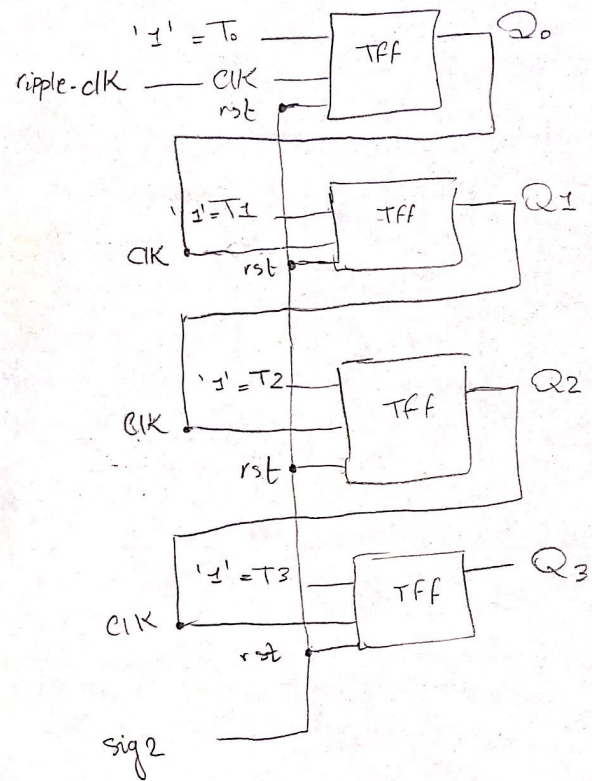 '1' = T0 TFF Q0
ripple-clk CLK
rst
'1'=T1 TFF Q1
CLK
rst
'1'=T2 TFF Q2
CLK
rst
'1'=T3 TFF Q3
CLK
rst
sig2